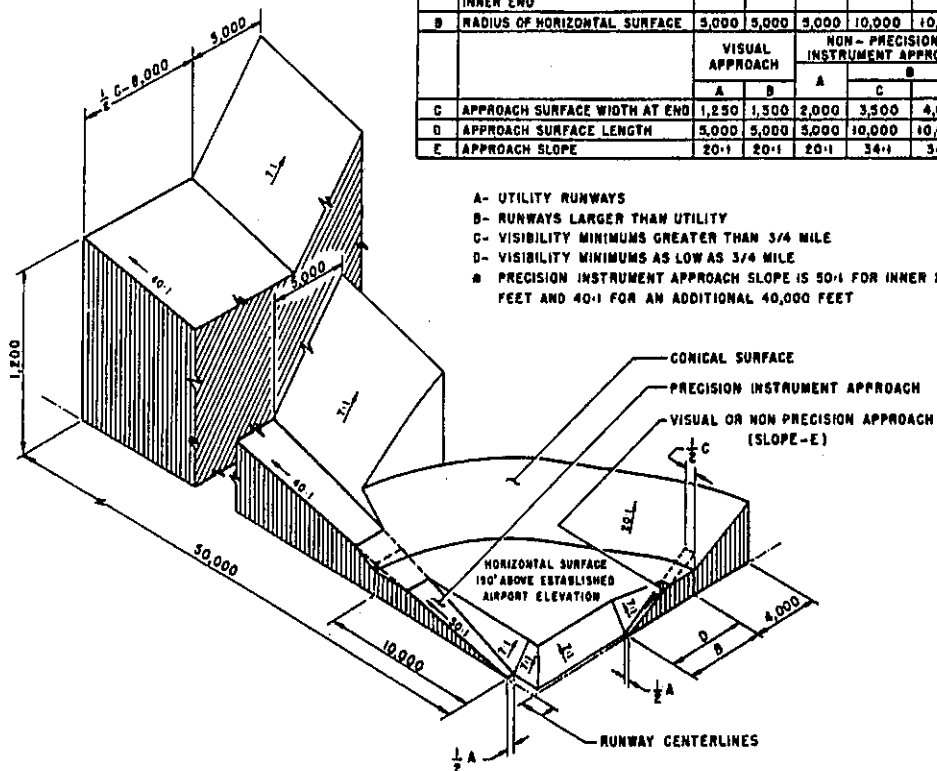 INNER END
B RADIUS OF HORIZONTAL SURFACE 5,000 5,000 5,000 10,000
VISUAL APPROACH
NON-PRECISION INSTRUMENT
A B A B
C
C APPROACH SURFACE WIDTH AT END 1,250 1,500 2,000 3,500
D APPROACH SURFACE LENGTH 5,000 5,000 5,000 10,000
E APPROACH SLOPE 20:1 20:1 20:1 34:1
A- UTILITY RUNWAYS
B- RUNWAYS LARGER THAN UTILITY
C- VISIBILITY MINIMUMS GREATER THAN 3/4 MILE
D- VISIBILITY MINIMUMS AS LOW AS 3/4 MILE
PRECISION INSTRUMENT APPROACH SLOPE IS 50:1 FOR INNER
FEET AND 40:1 FOR AN ADDITIONAL 40,000 FEET
5,000
1/2 C-8,000
7:1
40:1
5,000
1,200
7:1
CONICAL SURFACE
PRECISION INSTRUMENT APPROACH
VISUAL OR NON PRECISION APPROACH
(SLOPE-E)
1/2 C
40:1
20:1
50,000
HORIZONTAL SURFACE
150' ABOVE ESTABLISHED
AIRPORT ELEVATION
50:1
7:1
7:1
7:1
7:1
7:1
4,000
D
B
10,000
1/2 A
RUNWAY CENTERLINES
1/2 A